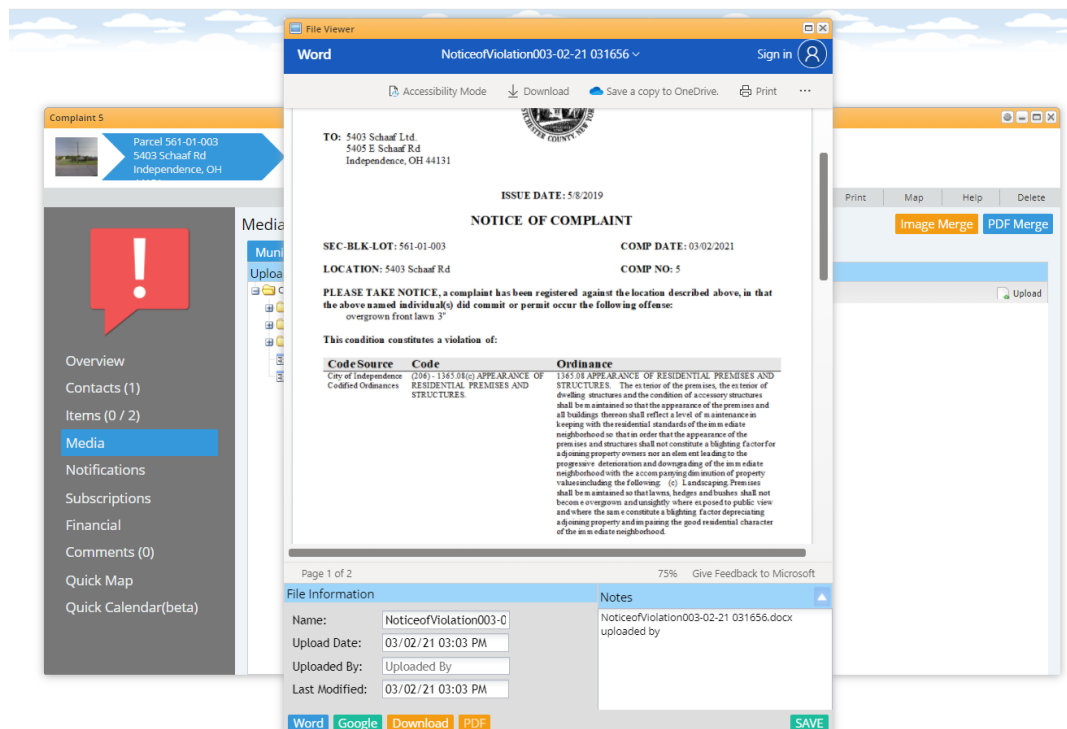 File Viewer
Word
NoticeofViolation003-02-21 031656
Sign in
Accessibility Mode
Download
Save a copy to OneDrive.
Print
...
Complaint 5
Parcel 561-01-003
5403 Schaaf Rd
Independence, OH
Print
Map
Help
Delete
Media
Image Merge
PDF Merge
Muni
Uploa
Upload
Overview
Contacts (1)
Items (0 / 2)
Media
Notifications
Subscriptions
Financial
Comments (0)
Quick Map
Quick Calendar(beta)
TO: 5403 Schaaf Ltd.
5405 E Schaaf Rd
Independence, OH 44131
ISSUE DATE: 5/8/2019
NOTICE OF COMPLAINT
SEC-BLK-LOT: 561-01-003
COMP DATE: 03/02/2021
LOCATION: 5403 Schaaf Rd
COMP NO: 5
PLEASE TAKE NOTICE, a complaint has been registered against the location described above, in that
the above named individual(s) did commit or permit occur the following offense:
overgrown front lawn 3"
This condition constitutes a violation of:
Code Source Code Ordinance
City of Independence
Codified Ordinances
(206) - 1365.08(c) APPEARANCE OF
RESIDENTIAL PREMISES AND
STRUCTURES.
1365.08 APPEARANCE OF RESIDENTIAL PREMISES AND
STRUCTURES. The exterior of the premises, the exterior of
dwelling structures and the condition of accessory structures
shall be maintained so that the appearance of the premises and
all buildings thereon shall reflect a level of maintenance in
keeping with the residential standards of the immediate
neighborhood so that in order that the appearance of the
premises and structures shall not constitute a blighting factor for
adjoining property owners nor an element leading to the
progressive deterioration and downgrading of the immediate
neighborhood with the accompanying diminution of property
values including the following: (c) Landscaping. Premises
shall be maintained so that lawns, hedges and bushes shall not
become overgrown and unsightly where exposed to public view
and where the same constitute a blighting factor depreciating
adjoining property and impairing the good residential character
of the immediate neighborhood.
Page 1 of 2
75%
Give Feedback to Microsoft
File Information
Name: NoticeofViolation003-0
Upload Date: 03/02/21 03:03 PM
Uploaded By: Uploaded By
Last Modified: 03/02/21 03:03 PM
Notes
NoticeofViolation003-02-21 031656.docx
uploaded by
Word
Google
Download
PDF
SAVE